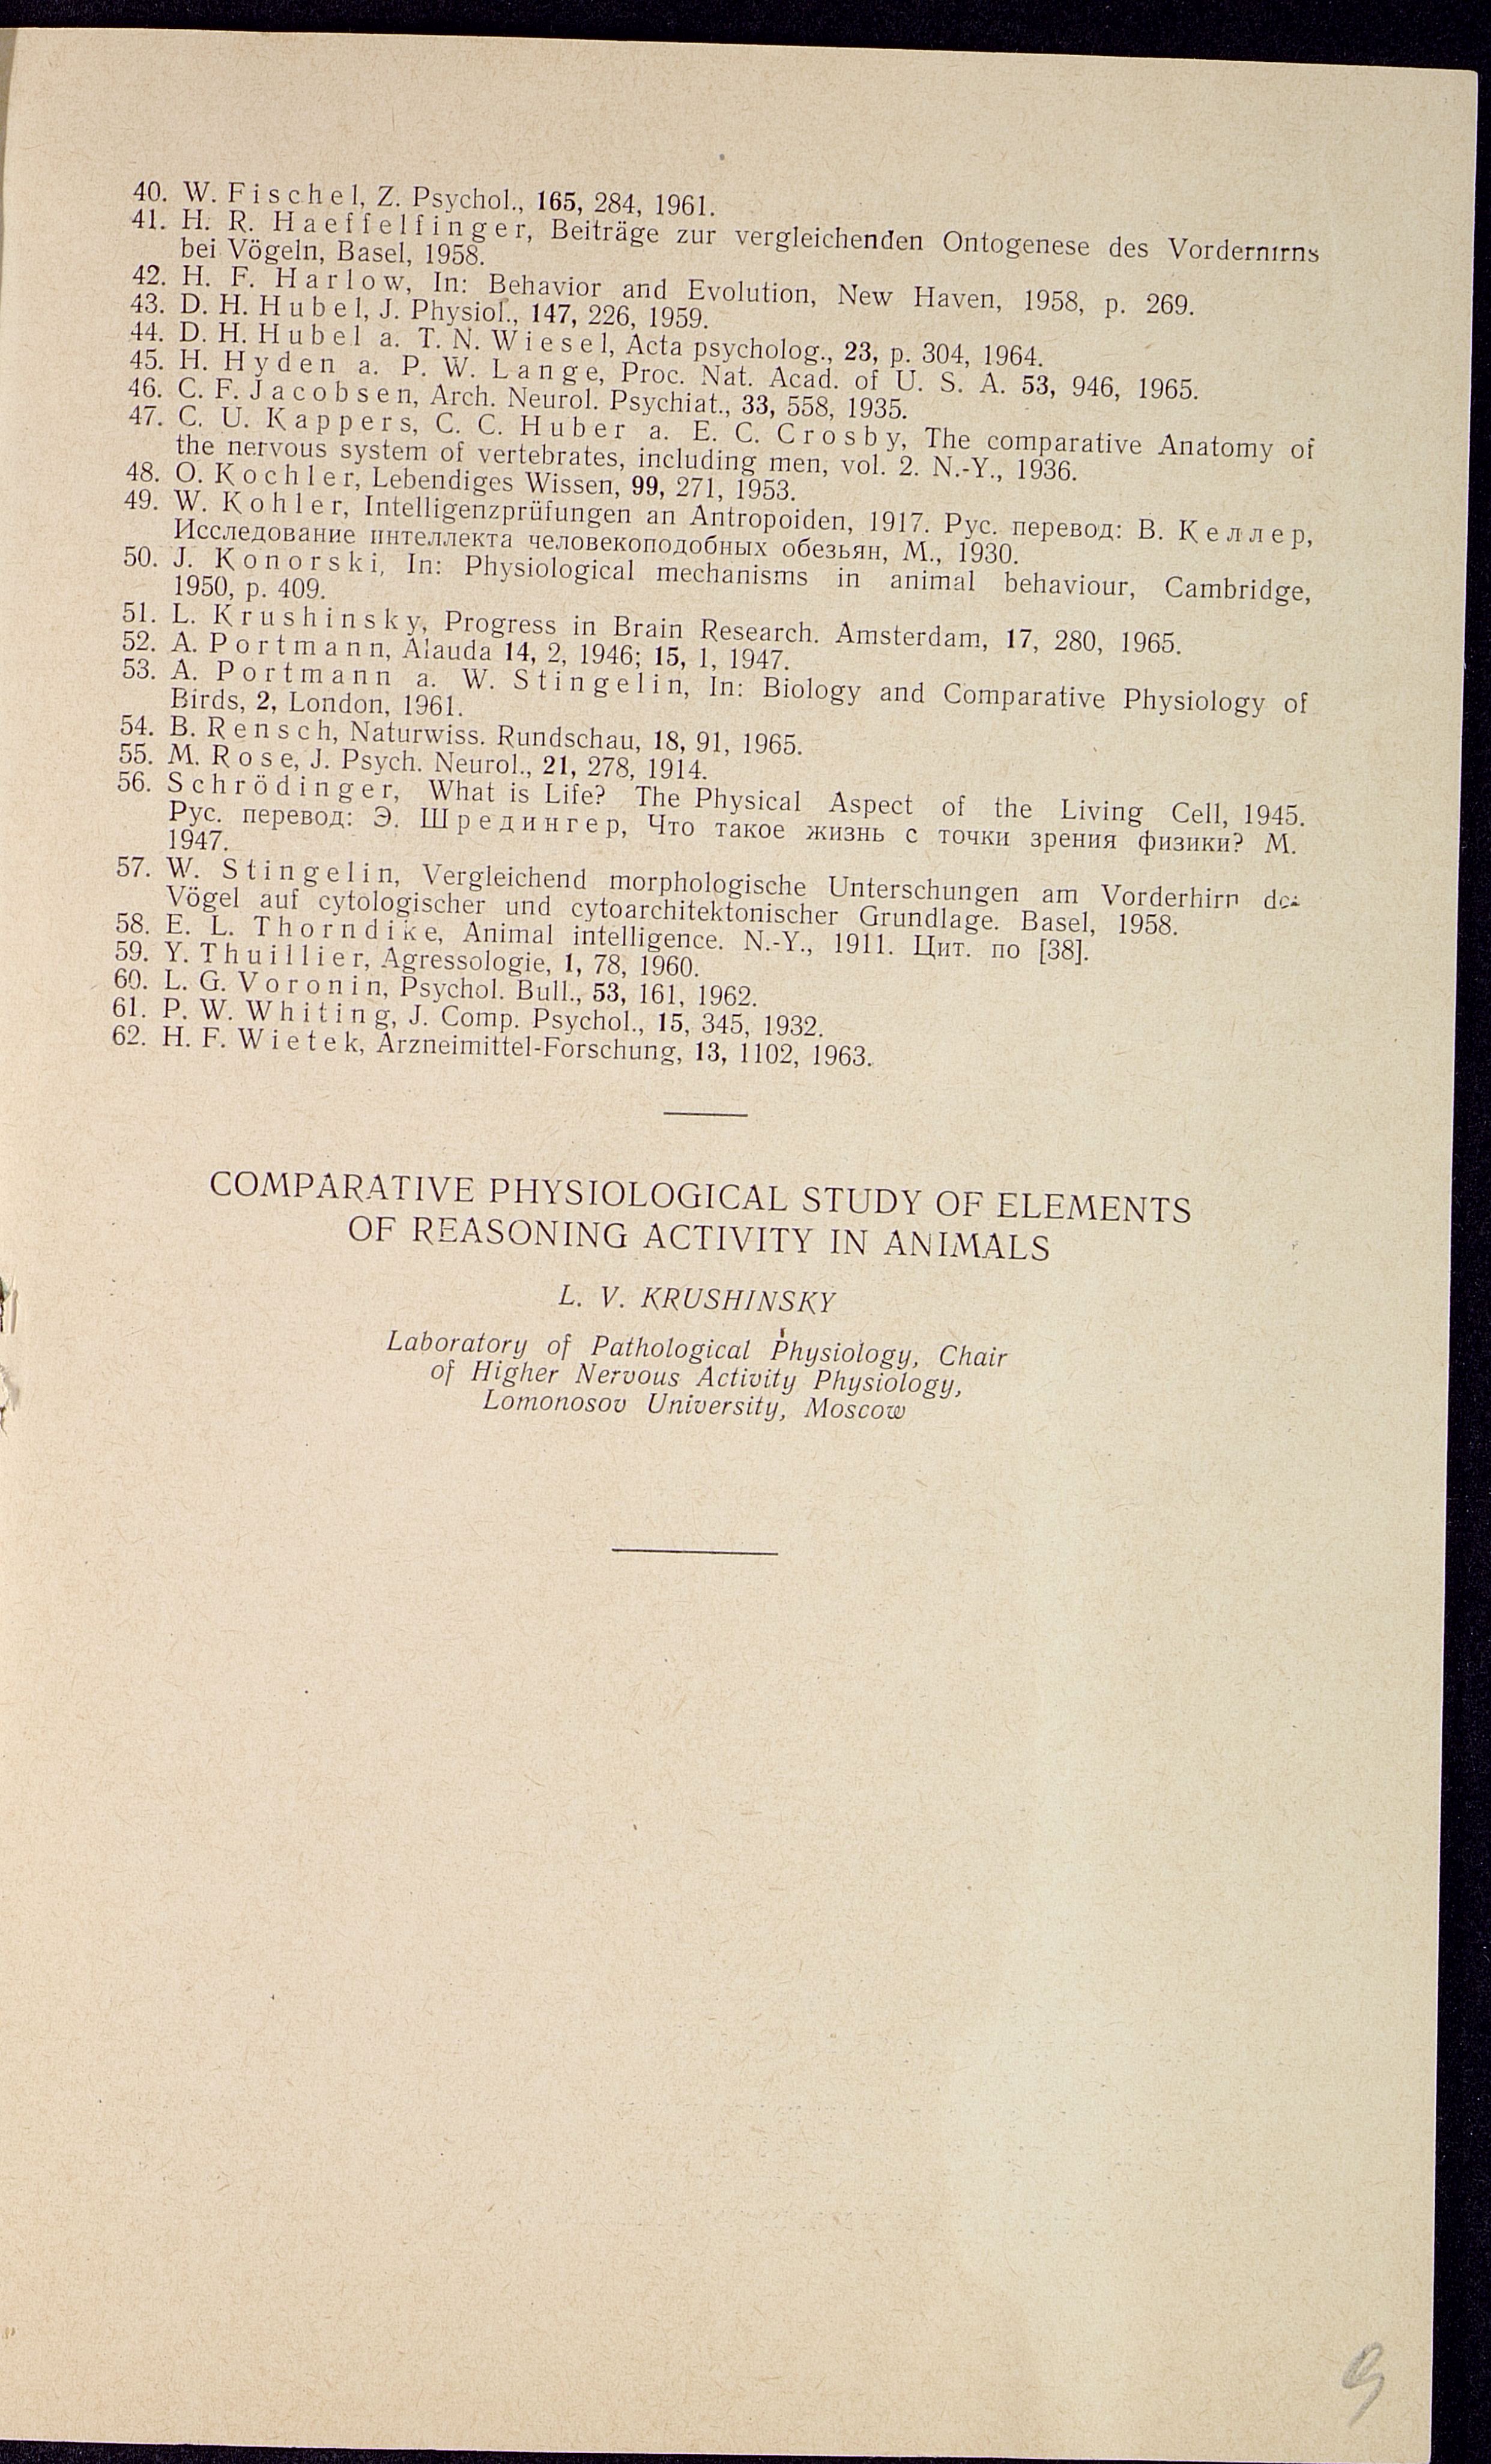 40. W. Fischel, Z. Psychol., 165, 284, 1961.
41. H. R. Haeffelfinger, Beiträge zur vergleichenden Ontogenese des Vordernırns
bei Vögeln, Basel, 1958.
42. H. F. Harlow, In: Behavior and Evolution, New Haven, 1958, p. 269.
43. D. H. Hubel, J. Physiol., 147, 226, 1959.
44. D. H. Hubel a. T. N. Wiesel, Acta psycholog., 23, p. 304, 1964.
45. H. Hyden a. P. W. Lange, Proc. Nat. Acad. of U. S. A. 53, 946, 1965.
46. C. F. Jacobsen, Arch. Neurol. Psychiat., 33, 558, 1935.
47. C. U. Kappers, C. C. Huber a. E. C. Crosby, The comparative Anatomy of
the nervous system of vertebrates, including men, vol. 2. N.-Y., 1936.
48. O. Kochler, Lebendiges Wissen, 99, 271, 1953.
49. W. Kohler, Intelligenzprüfungen an Antropoiden, 1917. Рус. перевод: В. Келлер,
Исследование интеллекта человекоподобных обезьян, М., 1930.
50. J. Konorski, In: Physiological mechanisms in animal behaviour, Cambridge,
1950, p. 409.
51. L. Krushinsky, Progress in Brain Research. Amsterdam, 17, 280, 1965.
52. A. Portmann, Alauda 14, 2, 1946; 15, 1, 1947.
53. A. Portmann a. W. Stingelin, In: Biology and Comparative Physiology of
Birds, 2, London, 1961.
54. B. Rensch, Naturwiss. Rundschau, 18, 91, 1965.
55. M. Rose, J. Psych. Neurol., 21, 278, 1914.
56. Schrödinger, What is Life? The Physical Aspect of the Living Cell, 1945.
Рус. перевод: Э. Шредингер, Что такое жизнь с точки зрения физики? М.
1947.
57. W. Stingelin, Vergleichend morphologische Unterschungen am Vorderhirn
Vögel auf cytologischer und cytoarchitektonischer Grundlage. Basel, 1958.
58. E. L. Thorndike, Animal intelligence. N.-Y., 1911. Цит. по [38].
59. Y. Thuillier, Agressologie, 1, 78, 1960.
60. L. G. Voronin, Psychol. Bull., 53, 161, 1962.
61. P. W. Whiting, J. Comp. Psychol., 15, 345, 1932.
62. H. F. Wietek, Arzneimittel-Forschung, 13, 1102, 1963.
COMPARATIVE PHYSIOLOGICAL STUDY OF ELEMENTS
OF REASONING ACTIVITY IN ANIMALS
L. V. KRUSHINSKY
Laboratory of Pathological Physiology, Chair
of Higher Nervous Activity Physiology,
Lomonosov University, Moscow